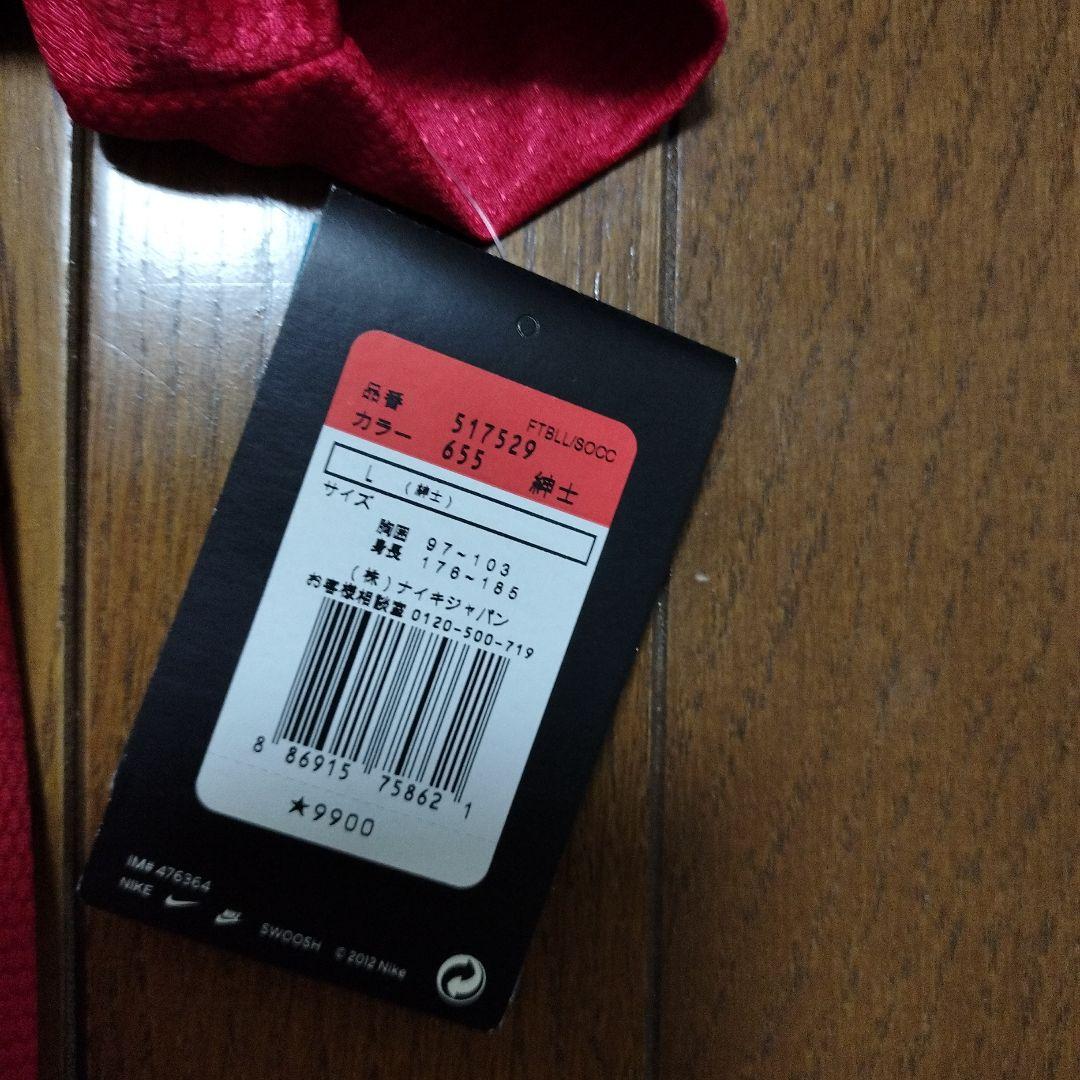 FTBLL/SOCC
品番 517529
カラー 655 紳士
L (紳士)
サイズ
胸囲 97~103
身長 176~185
(株)ナイキジャパン
お客様相談室 0120-500-719
8 86915 75862 1
★9900
IM# 476364
NIKE
SWOOSH © 2012 Nike